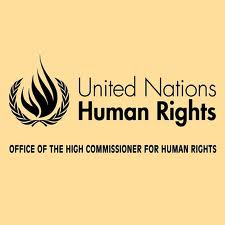 United Nations
Human Rights
OFFICE OF THE HIGH COMMISSIONER FOR HUMAN RIGHTS